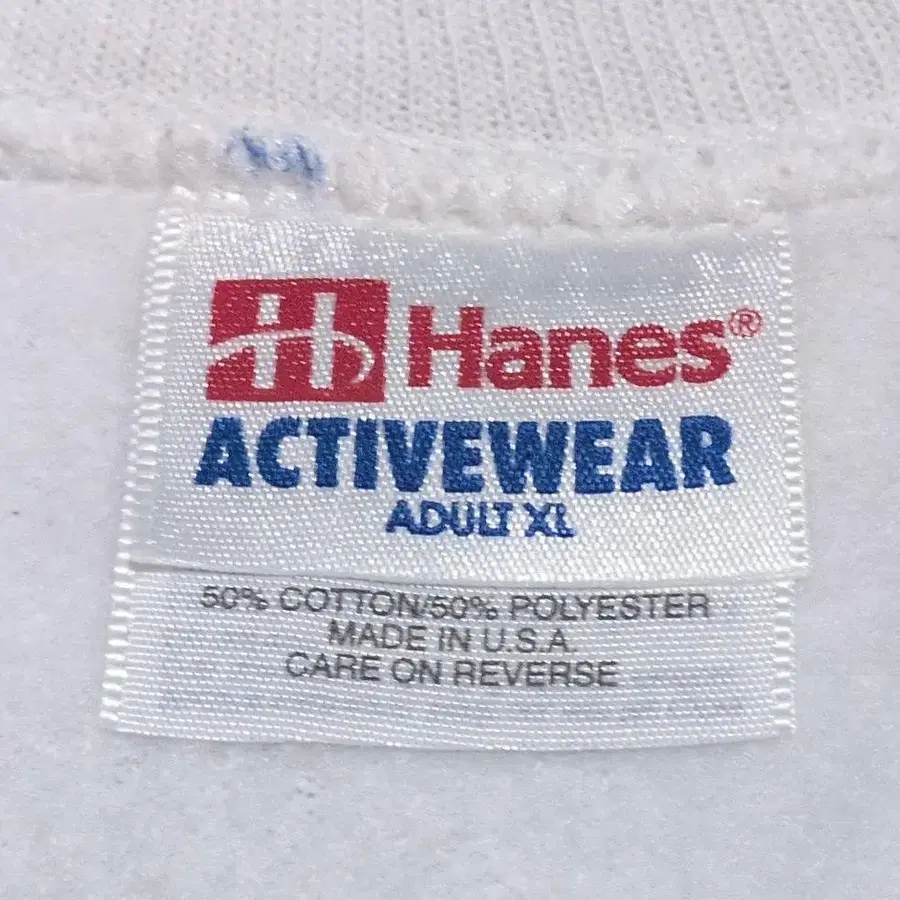 H Hanes®
ACTIVEWEAR
ADULT XL
50% COTTON/50% POLYESTER
MADE IN U.S.A.
CARE ON REVERSE